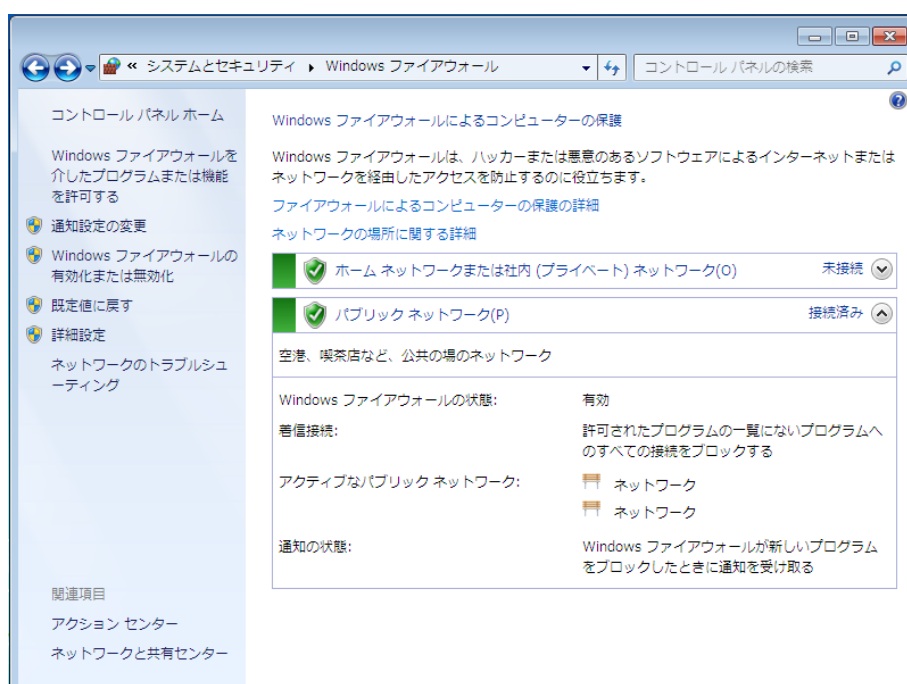 « システムとセキュリティ ▸ Windows ファイアウォール
コントロール パネルの検索
コントロール パネル ホーム
Windows ファイアウォールを
介したプログラムまたは機能
を許可する
通知設定の変更
Windows ファイアウォールの
有効化または無効化
既定値に戻す
詳細設定
ネットワークのトラブルシュ
ーティング
関連項目
アクション センター
ネットワークと共有センター
Windows ファイアウォールによるコンピューターの保護
Windows ファイアウォールは、ハッカーまたは悪意のあるソフトウェアによるインターネットまたは
ネットワークを経由したアクセスを防止するのに役立ちます。
ファイアウォールによるコンピューターの保護の詳細
ネットワークの場所に関する詳細
ホーム ネットワークまたは社内 (プライベート) ネットワーク(O) 未接続
パブリック ネットワーク(P) 接続済み
空港、喫茶店など、公共の場のネットワーク
Windows ファイアウォールの状態: 有効
着信接続: 許可されたプログラムの一覧にないプログラムへ
のすべての接続をブロックする
アクティブなパブリック ネットワーク: ネットワーク
ネットワーク
通知の状態: Windows ファイアウォールが新しいプログラム
をブロックしたときに通知を受け取る